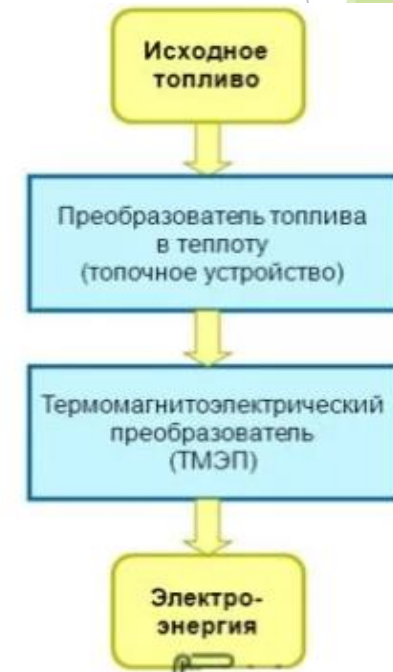 Исходное
топливо
Преобразователь топлива
в теплоту
(топочное устройство)
Термомагнитоэлектрический
преобразователь
(ТМЭП)
Электро-
энергия